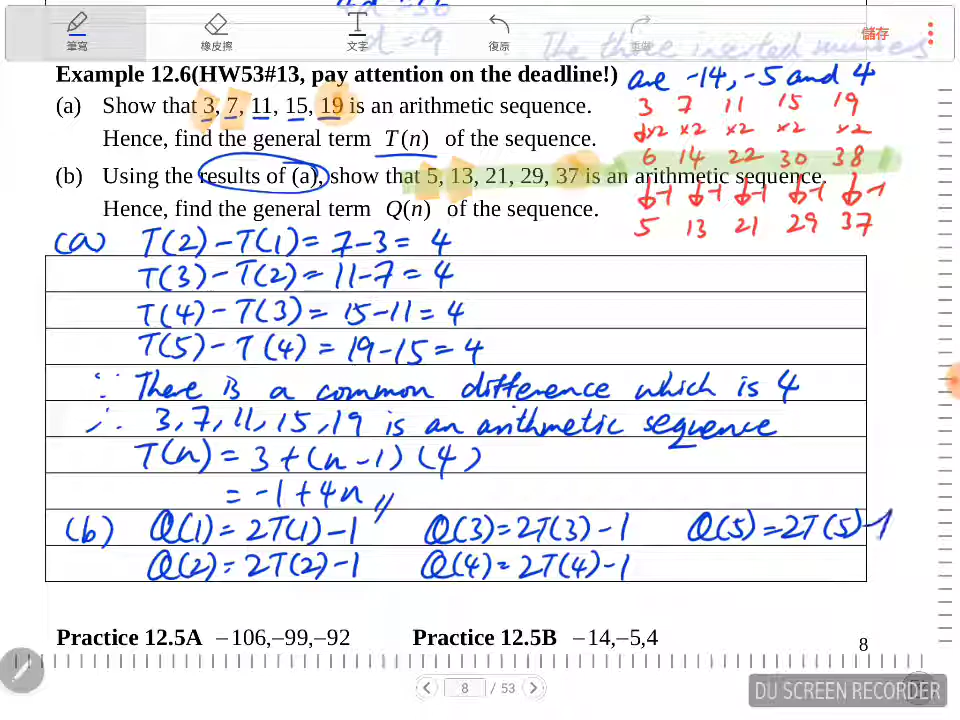 4d = 36
筆寫 橡皮擦 文字 復原 重做 儲存
d = 9 The three inserted numbers
Example 12.6(HW53#13, pay attention on the deadline!) are -14, -5 and 4
(a) Show that 3, 7, 11, 15, 19 is an arithmetic sequence. 3 7 11 15 19
↓×2 ×2 ×2 ×2 ×2
Hence, find the general term T(n) of the sequence. 6 14 22 30 38
(b) Using the results of (a), show that 5, 13, 21, 29, 37 is an arithmetic sequence.
↓-1 ↓-1 ↓-1 ↓-1 ↓-1
Hence, find the general term Q(n) of the sequence. 5 13 21 29 37
(a) T(2) - T(1) = 7 - 3 = 4
T(3) - T(2) = 11 - 7 = 4
T(4) - T(3) = 15 - 11 = 4
T(5) - T(4) = 19 - 15 = 4
∵ There is a common difference which is 4
∴ 3, 7, 11, 15, 19 is an arithmetic sequence
T(n) = 3 + (n - 1)(4)
= -1 + 4n //
(b) Q(1) = 2T(1) - 1 Q(3) = 2T(3) - 1 Q(5) = 2T(5) - 1
Q(2) = 2T(2) - 1 Q(4) = 2T(4) - 1
Practice 12.5A −106,−99,−92 Practice 12.5B −14,−5,4
8
8 / 53
DU SCREEN RECORDER